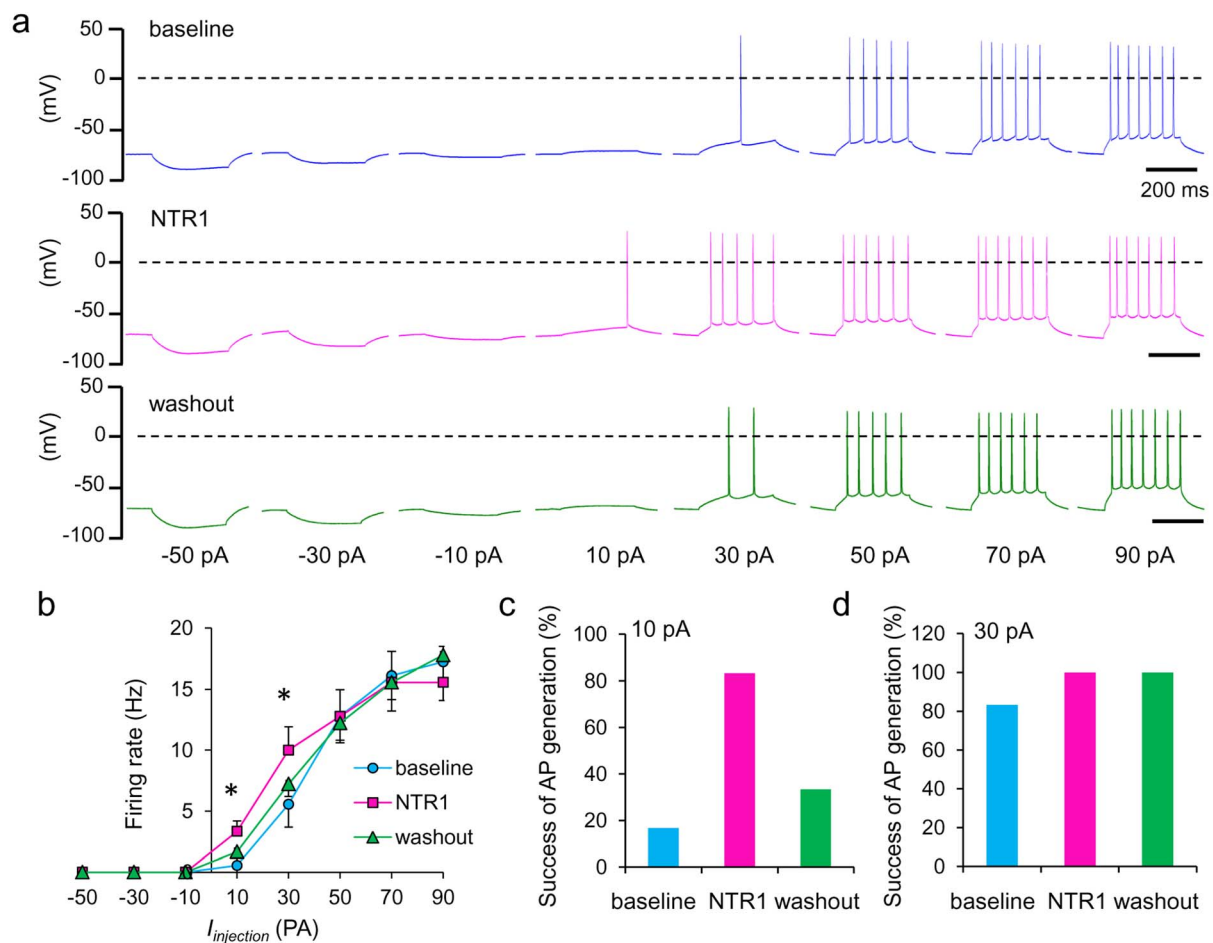 a
baseline
50
0
-50
-100
(mV)
200 ms
NTR1
50
0
-50
-100
(mV)
washout
50
0
-50
-100
(mV)
-50 pA -30 pA -10 pA 10 pA 30 pA 50 pA 70 pA 90 pA
b
20
15
10
5
Firing rate (Hz)
*
*
baseline
NTR1
washout
-50 -30 -10 10 30 50 70 90
Iinjection (PA)
c
10 pA
100
80
60
40
20
0
Success of AP generation (%)
baseline NTR1 washout
d
30 pA
120
100
80
60
40
20
0
Success of AP generation (%)
baseline NTR1 washout